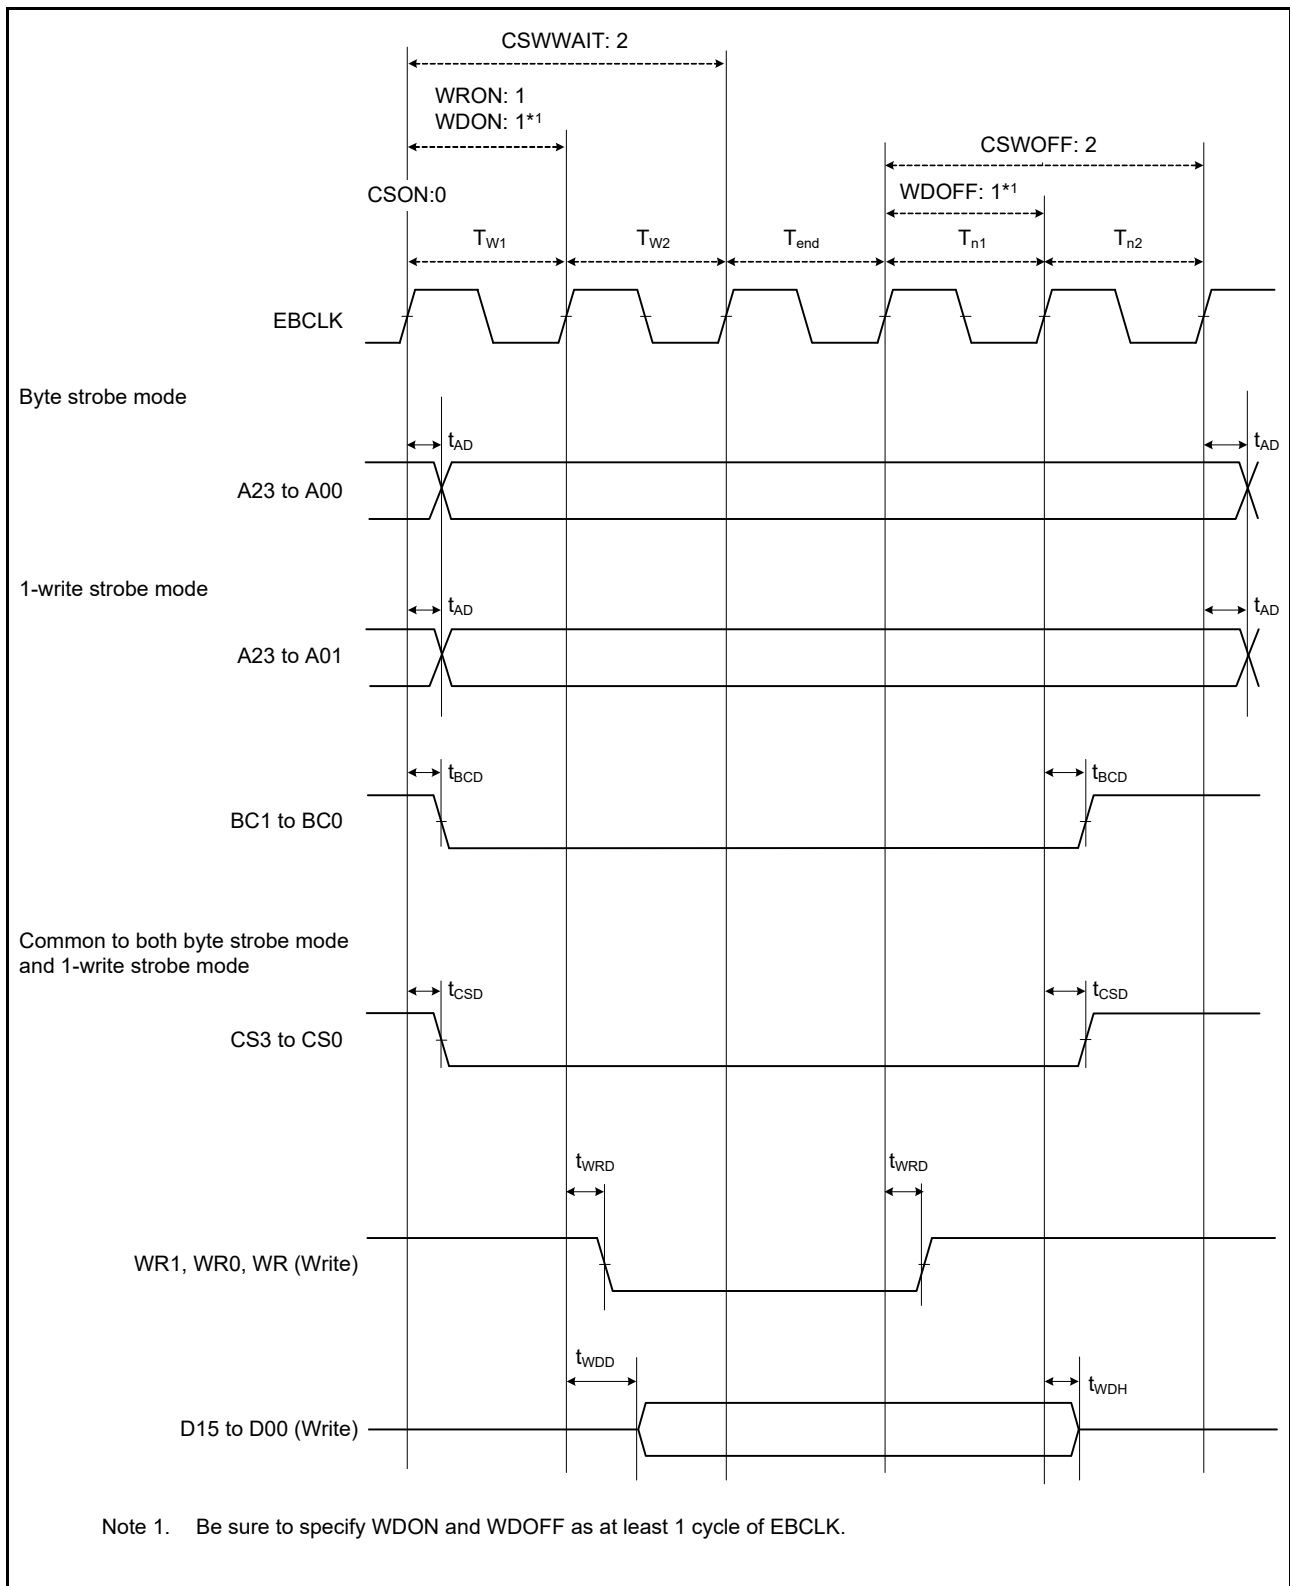 CSWWAIT: 2
WRON: 1
WDON: 1*1
CSWOFF: 2
CSON:0
WDOFF: 1*1
TW1 TW2 Tend Tn1 Tn2
EBCLK
Byte strobe mode
tAD tAD
A23 to A00
1-write strobe mode
tAD tAD
A23 to A01
tBCD tBCD
BC1 to BC0
Common to both byte strobe mode
and 1-write strobe mode
tCSD tCSD
CS3 to CS0
tWRD tWRD
WR1, WR0, WR (Write)
tWDD
tWDH
D15 to D00 (Write)
Note 1. Be sure to specify WDON and WDOFF as at least 1 cycle of EBCLK.